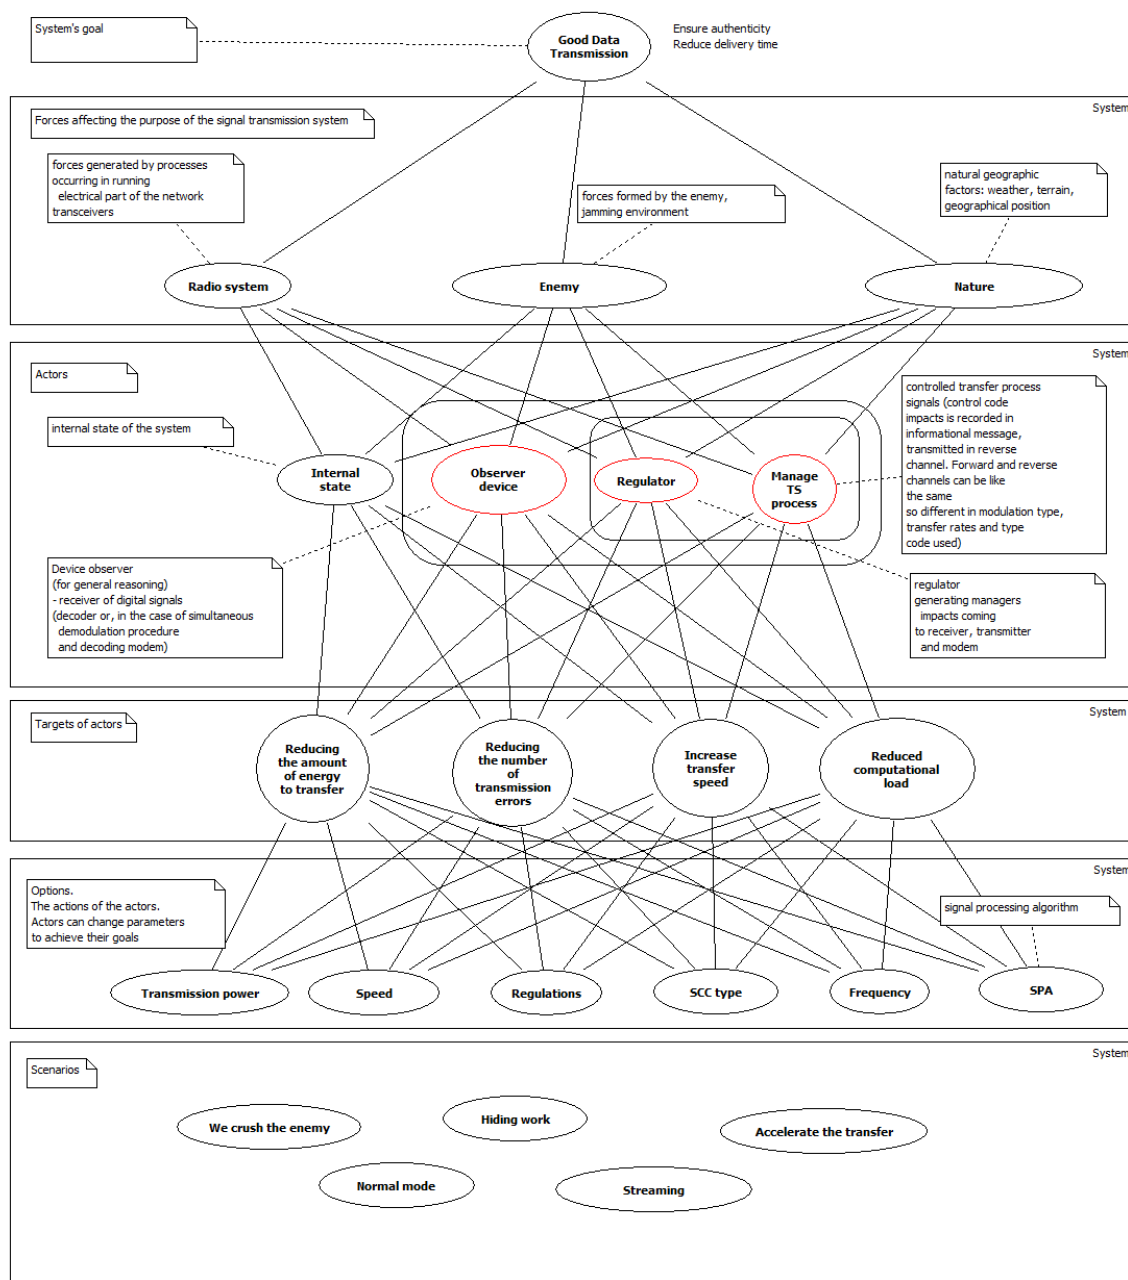 System's goal
Good Data
Transmission
Ensure authenticity
Reduce delivery time
System
Forces affecting the purpose of the signal transmission system
forces generated by processes
occurring in running
electrical part of the network
transceivers
forces formed by the enemy,
jamming environment
natural geographic
factors: weather, terrain,
geographical position
Radio system
Enemy
Nature
System
Actors
internal state of the system
controlled transfer process
signals (control code
impacts is recorded in
informational message,
transmitted in reverse
channel. Forward and reverse
channels can be like
the same
so different in modulation type,
transfer rates and type
code used)
Internal
state
Observer
device
Regulator
Manage
TS
process
Device observer
(for general reasoning)
- receiver of digital signals
(decoder or, in the case of simultaneous
demodulation procedure
and decoding modem)
regulator
generating managers
impacts coming
to receiver, transmitter
and modem
System
Targets of actors
Reducing
the amount
of energy
to transfer
Reducing
the number
of
transmission
errors
Increase
transfer
speed
Reduced
computational
load
System
Options.
The actions of the actors.
Actors can change parameters
to achieve their goals
signal processing algorithm
Transmission power
Speed
Regulations
SCC type
Frequency
SPA
System
Scenarios
We crush the enemy
Hiding work
Accelerate the transfer
Normal mode
Streaming